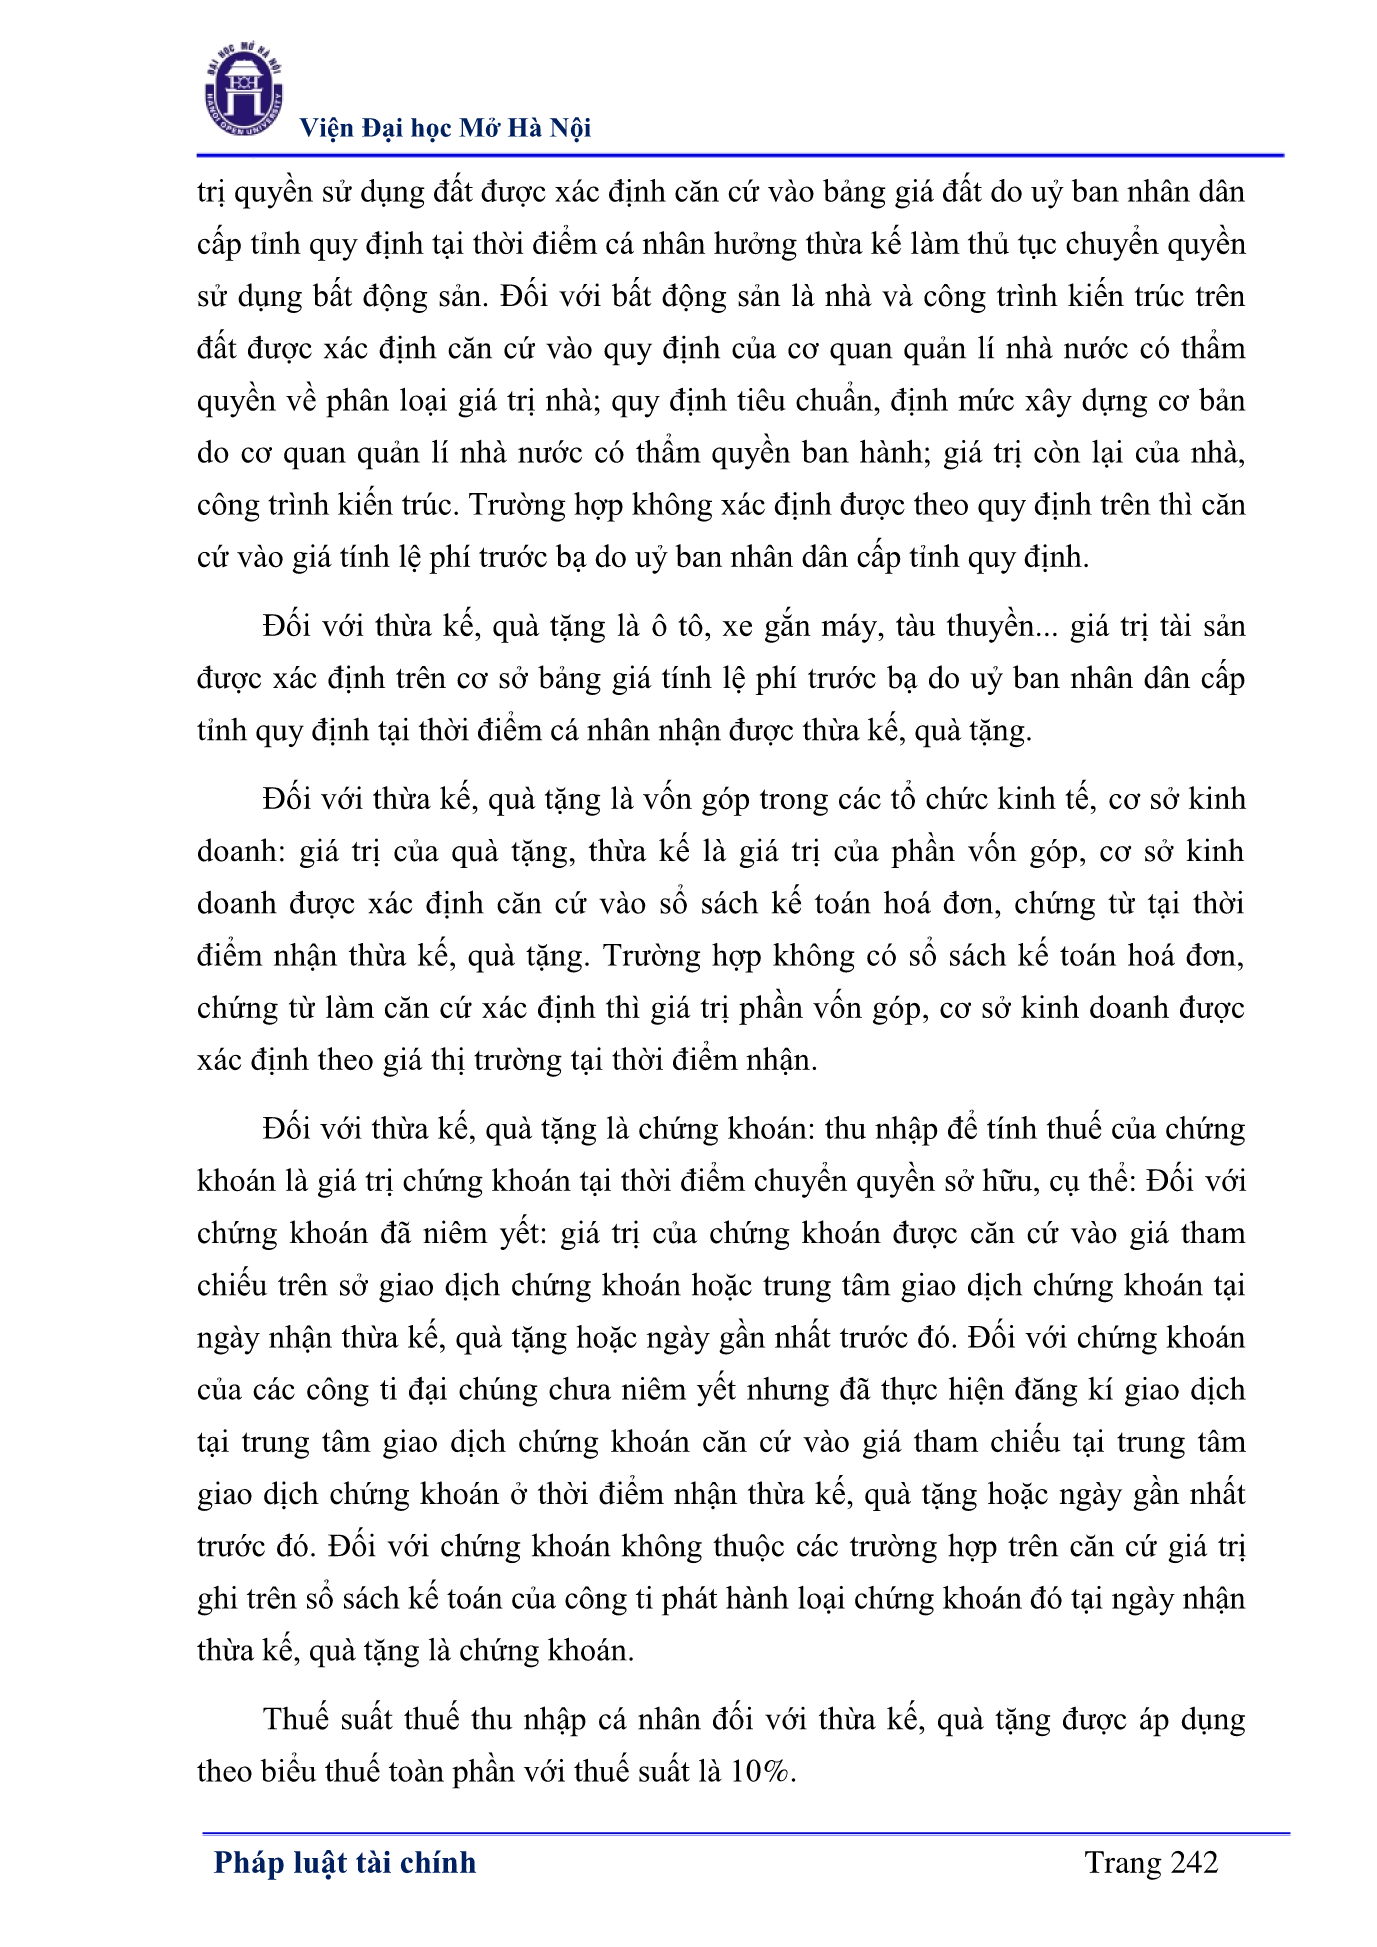 ĐẠI HỌC MỞ HÀ NỘI
HANOI OPEN UNIVERSITY
Viện Đại học Mở Hà Nội
trị quyền sử dụng đất được xác định căn cứ vào bảng giá đất do uỷ ban nhân dân
cấp tỉnh quy định tại thời điểm cá nhân hưởng thừa kế làm thủ tục chuyển quyền
sử dụng bất động sản. Đối với bất động sản là nhà và công trình kiến trúc trên
đất được xác định căn cứ vào quy định của cơ quan quản lí nhà nước có thẩm
quyền về phân loại giá trị nhà; quy định tiêu chuẩn, định mức xây dựng cơ bản
do cơ quan quản lí nhà nước có thẩm quyền ban hành; giá trị còn lại của nhà,
công trình kiến trúc. Trường hợp không xác định được theo quy định trên thì căn
cứ vào giá tính lệ phí trước bạ do uỷ ban nhân dân cấp tỉnh quy định.
Đối với thừa kế, quà tặng là ô tô, xe gắn máy, tàu thuyền... giá trị tài sản
được xác định trên cơ sở bảng giá tính lệ phí trước bạ do uỷ ban nhân dân cấp
tỉnh quy định tại thời điểm cá nhân nhận được thừa kế, quà tặng.
Đối với thừa kế, quà tặng là vốn góp trong các tổ chức kinh tế, cơ sở kinh
doanh: giá trị của quà tặng, thừa kế là giá trị của phần vốn góp, cơ sở kinh
doanh được xác định căn cứ vào sổ sách kế toán hoá đơn, chứng từ tại thời
điểm nhận thừa kế, quà tặng. Trường hợp không có sổ sách kế toán hoá đơn,
chứng từ làm căn cứ xác định thì giá trị phần vốn góp, cơ sở kinh doanh được
xác định theo giá thị trường tại thời điểm nhận.
Đối với thừa kế, quà tặng là chứng khoán: thu nhập để tính thuế của chứng
khoán là giá trị chứng khoán tại thời điểm chuyển quyền sở hữu, cụ thể: Đối với
chứng khoán đã niêm yết: giá trị của chứng khoán được căn cứ vào giá tham
chiếu trên sở giao dịch chứng khoán hoặc trung tâm giao dịch chứng khoán tại
ngày nhận thừa kế, quà tặng hoặc ngày gần nhất trước đó. Đối với chứng khoán
của các công ti đại chúng chưa niêm yết nhưng đã thực hiện đăng kí giao dịch
tại trung tâm giao dịch chứng khoán căn cứ vào giá tham chiếu tại trung tâm
giao dịch chứng khoán ở thời điểm nhận thừa kế, quà tặng hoặc ngày gần nhất
trước đó. Đối với chứng khoán không thuộc các trường hợp trên căn cứ giá trị
ghi trên sổ sách kế toán của công ti phát hành loại chứng khoán đó tại ngày nhận
thừa kế, quà tặng là chứng khoán.
Thuế suất thuế thu nhập cá nhân đối với thừa kế, quà tặng được áp dụng
theo biểu thuế toàn phần với thuế suất là 10%.
Pháp luật tài chính Trang 242